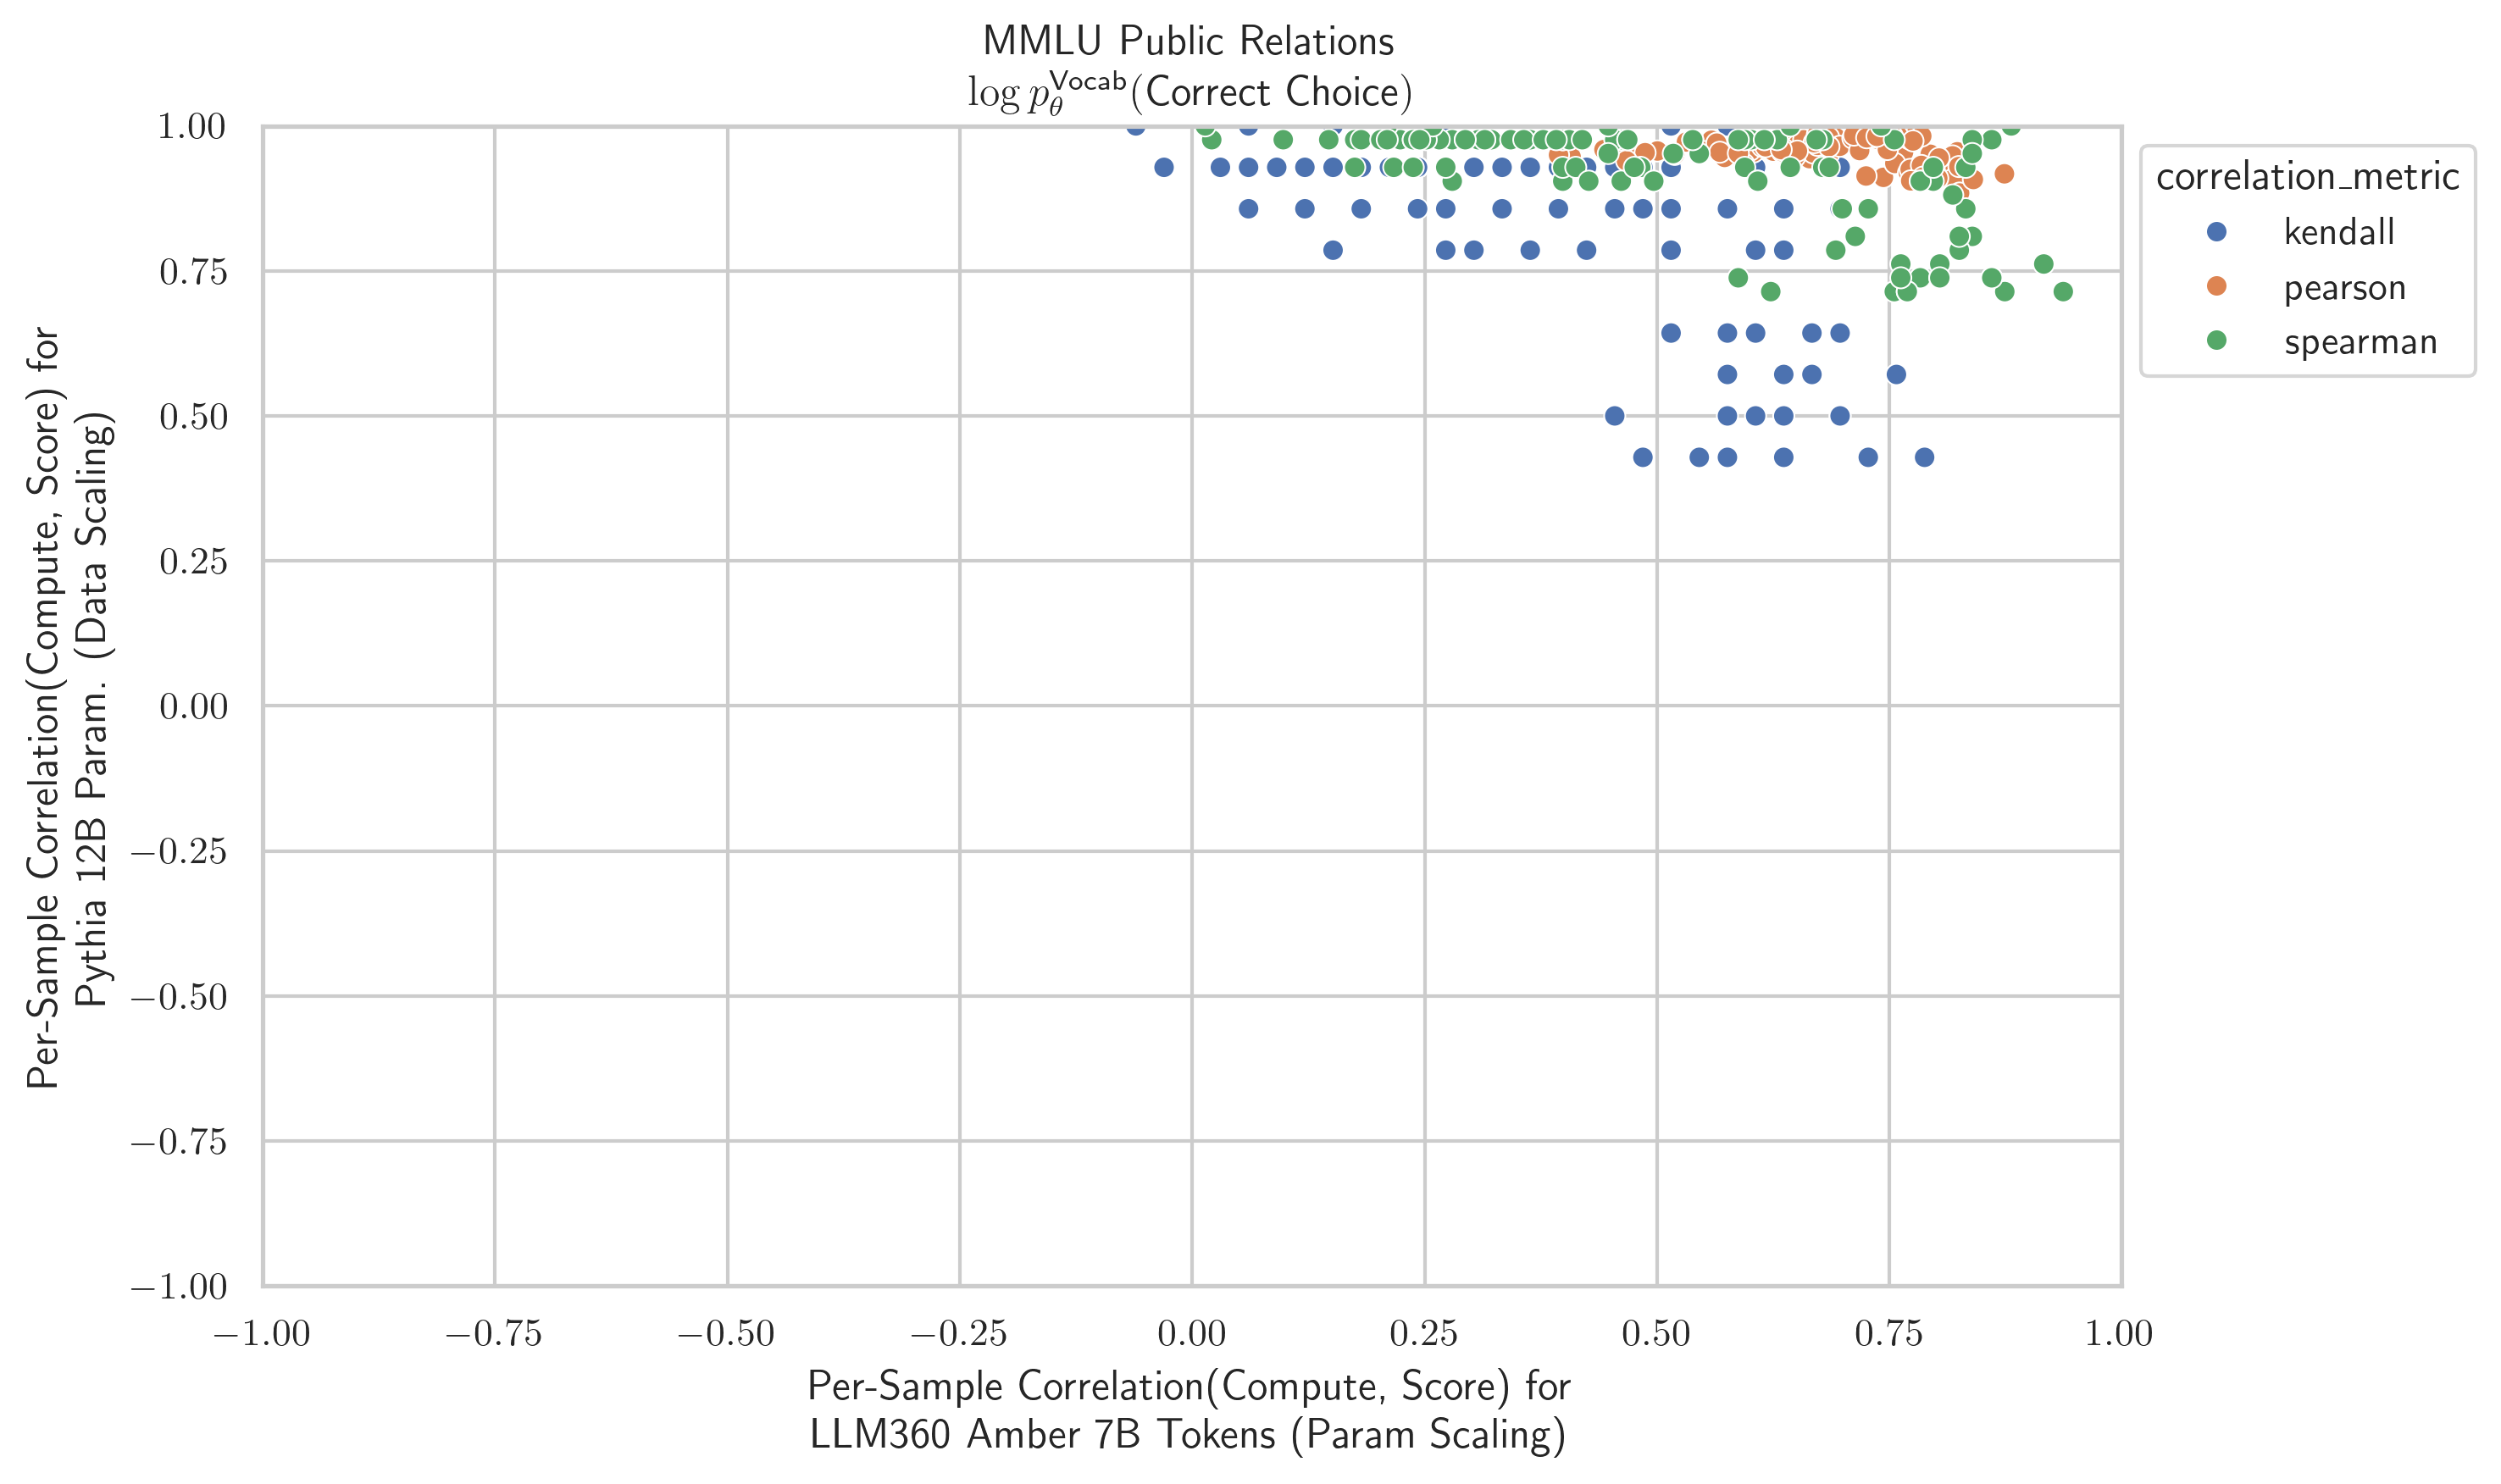 MMLU Public Relations
log p_θ^Vocab(Correct Choice)
1.00
0.75
0.50
0.25
0.00
−0.25
−0.50
−0.75
−1.00
Per-Sample Correlation(Compute, Score) for
Pythia 12B Param. (Data Scaling)
correlation_metric
kendall
pearson
spearman
−1.00 −0.75 −0.50 −0.25 0.00 0.25 0.50 0.75 1.00
Per-Sample Correlation(Compute, Score) for
LLM360 Amber 7B Tokens (Param Scaling)